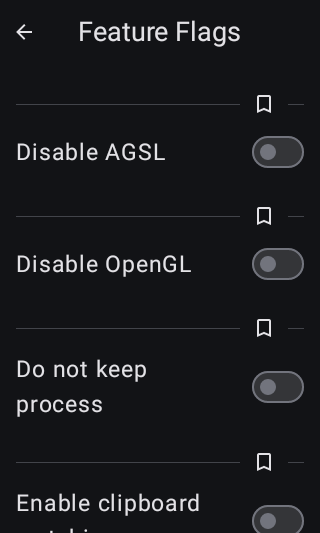 Feature Flags
Disable AGSL
Disable OpenGL
Do not keep
process
Enable clipboard